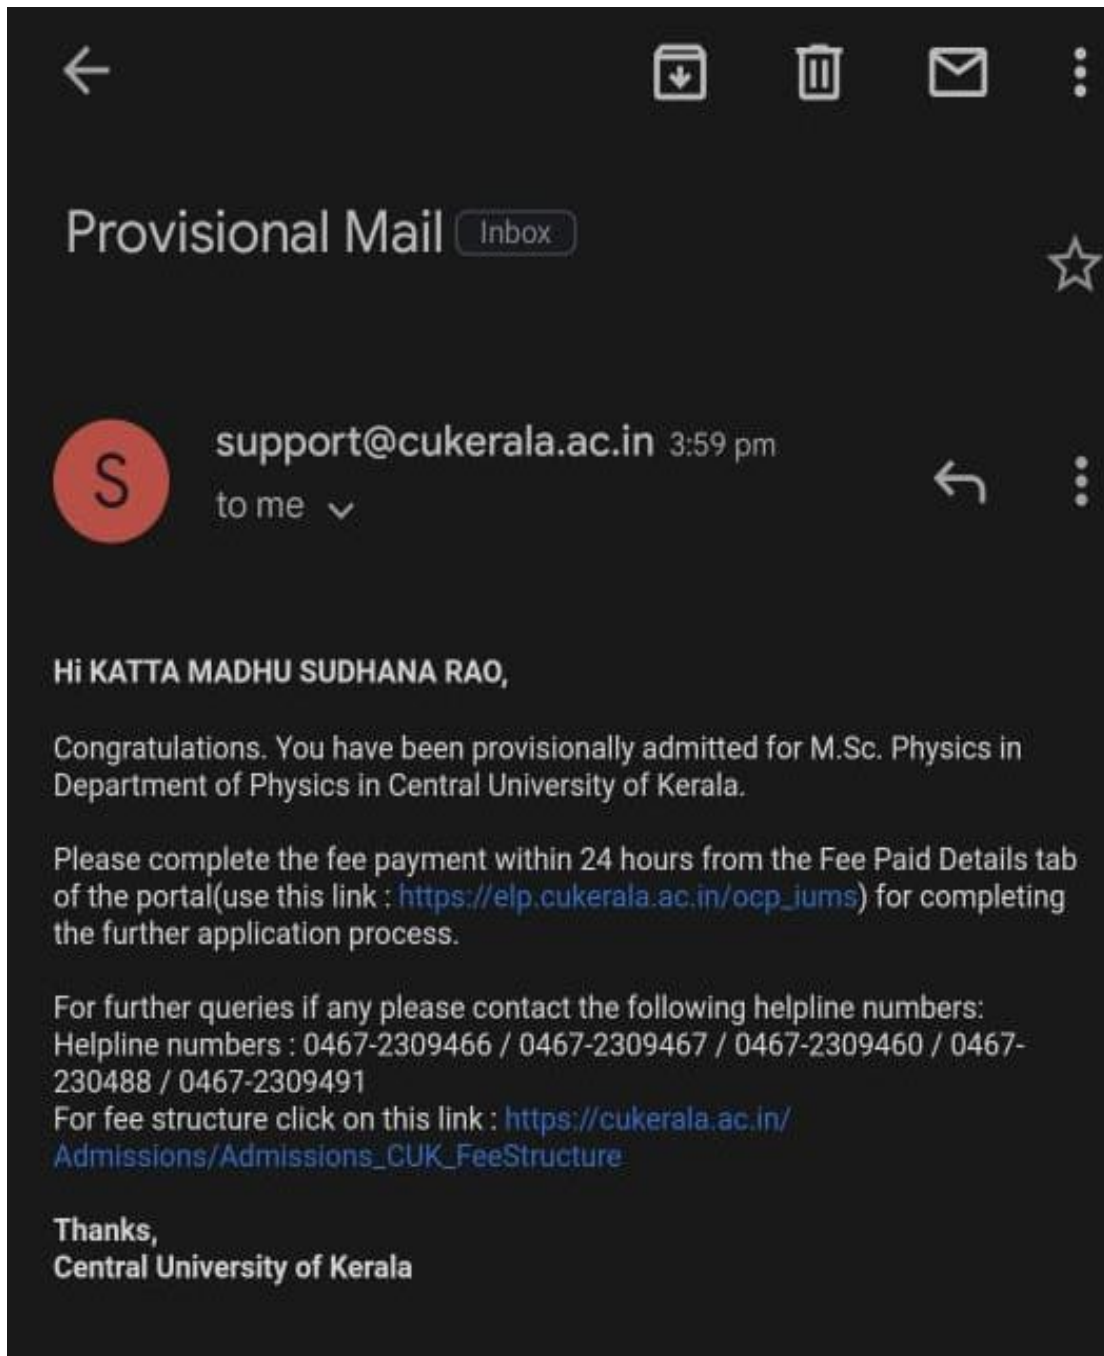 Provisional Mail Inbox
S
support@cukerala.ac.in 3:59 pm
to me
Hi KATTA MADHU SUDHANA RAO,
Congratulations. You have been provisionally admitted for M.Sc. Physics in
Department of Physics in Central University of Kerala.
Please complete the fee payment within 24 hours from the Fee Paid Details tab
of the portal(use this link : https://elp.cukerala.ac.in/ocp_iums) for completing
the further application process.
For further queries if any please contact the following helpline numbers:
Helpline numbers : 0467-2309466 / 0467-2309467 / 0467-2309460 / 0467-
230488 / 0467-2309491
For fee structure click on this link : https://cukerala.ac.in/
Admissions/Admissions_CUK_FeeStructure
Thanks,
Central University of Kerala